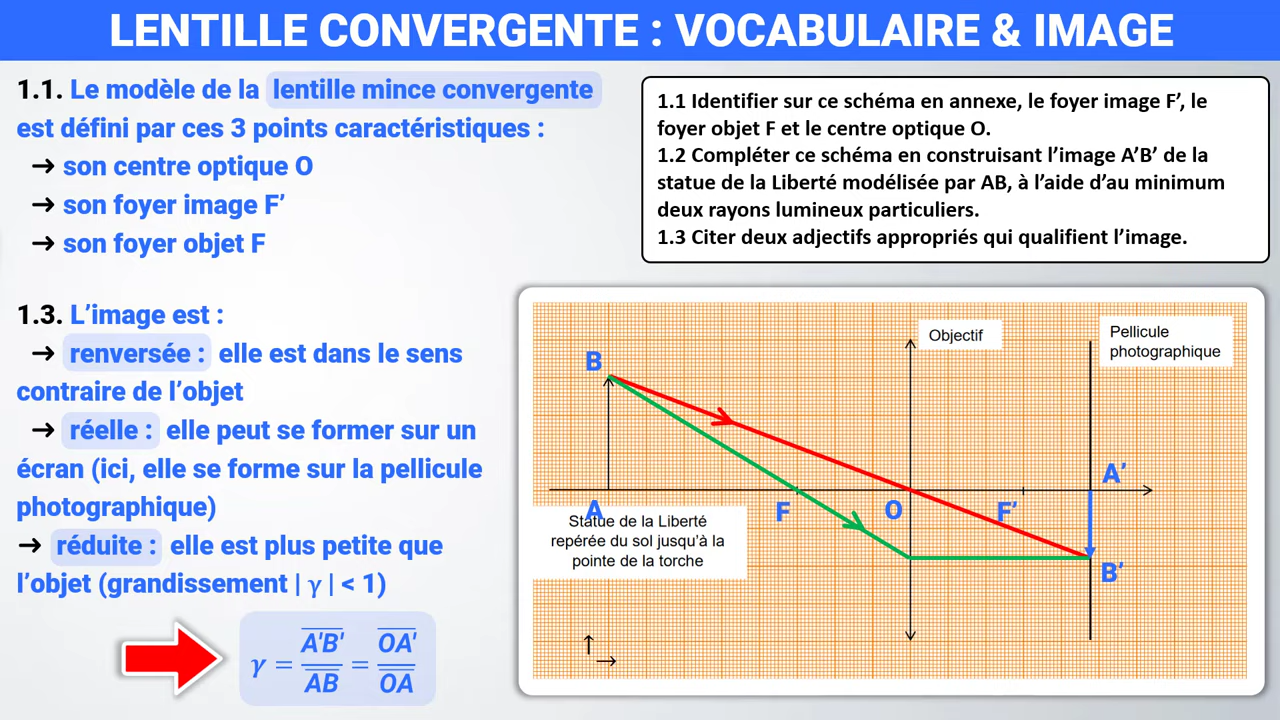 LENTILLE CONVERGENTE : VOCABULAIRE & IMAGE
1.1. Le modèle de la lentille mince convergente
est défini par ces 3 points caractéristiques :
→ son centre optique O
→ son foyer image F’
→ son foyer objet F
1.1 Identifier sur ce schéma en annexe, le foyer image F’, le
foyer objet F et le centre optique O.
1.2 Compléter ce schéma en construisant l’image A’B’ de la
statue de la Liberté modélisée par AB, à l’aide d’au minimum
deux rayons lumineux particuliers.
1.3 Citer deux adjectifs appropriés qui qualifient l’image.
1.3. L’image est :
→ renversée : elle est dans le sens
contraire de l’objet
→ réelle : elle peut se former sur un
écran (ici, elle se forme sur la pellicule
photographique)
→ réduite : elle est plus petite que
l’objet (grandissement | γ | < 1)
γ = A'B' / AB = OA' / OA
Objectif
Pellicule
photographique
B
A’
A
F
O
F’
B’
Statue de la Liberté
repérée du sol jusqu’à la
pointe de la torche